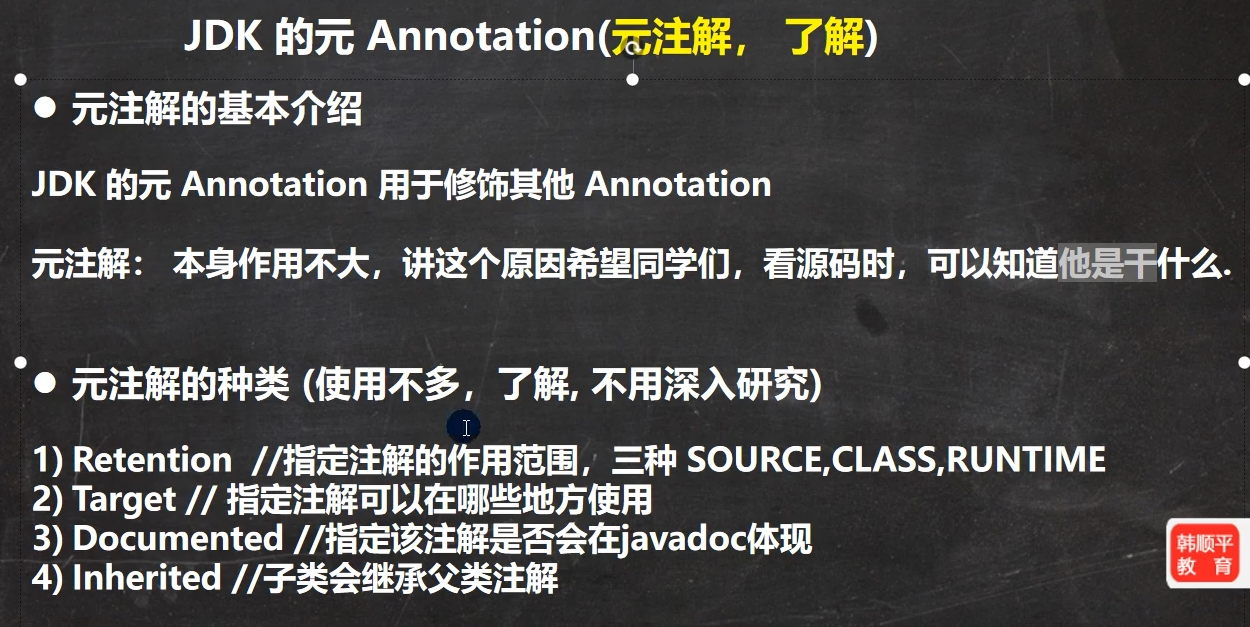 JDK 的元 Annotation(元注解， 了解)
● 元注解的基本介绍
JDK 的元 Annotation 用于修饰其他 Annotation
元注解： 本身作用不大，讲这个原因希望同学们，看源码时，可以知道他是干什么.
● 元注解的种类 (使用不多，了解, 不用深入研究)
1) Retention //指定注解的作用范围，三种 SOURCE,CLASS,RUNTIME
2) Target // 指定注解可以在哪些地方使用
3) Documented //指定该注解是否会在javadoc体现
4) Inherited //子类会继承父类注解
韩顺平
教 育